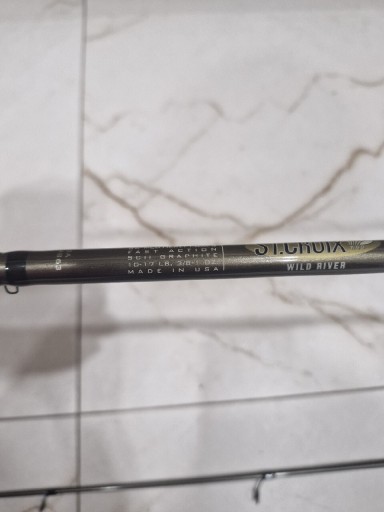 FAST ACTION
SCII GRAPHITE
10-17 LB, 3/8-1 OZ.
MADE IN USA
ST.CROIX
WILD RIVER